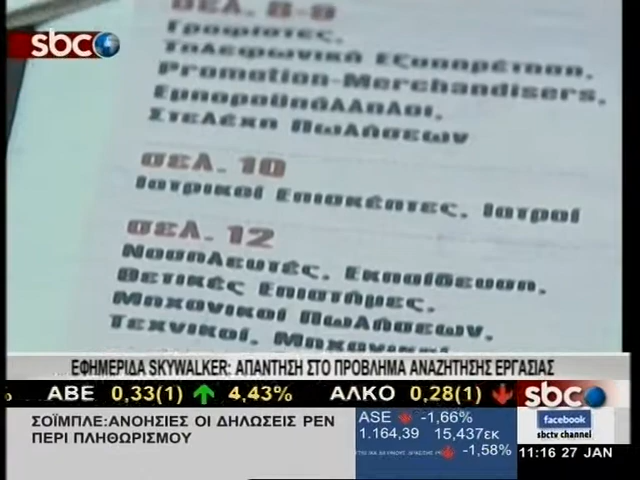 σελ. 8-9
sbc
Γραφίστες,
Τηλεφωνική Εξυπηρέτηση,
Promotion-Merchandisers,
Εμποροϋπάλληλοι,
Στελέχη Πωλήσεων
σελ. 10
Ιατρικοί Επισκέπτες, Ιατροί
σελ. 12
Νοσηλευτές, Εκπαίδευση,
Θετικές Επιστήμες,
Μηχανικοί Πωλήσεων,
Τεχνικοί, Μηχανικοί
ΕΦΗΜΕΡΙΔΑ SKYWALKER: ΑΠΑΝΤΗΣΗ ΣΤΟ ΠΡΟΒΛΗΜΑ ΑΝΑΖΗΤΗΣΗΣ ΕΡΓΑΣΙΑΣ
ΑΒΕ 0,33(1) 4,43% ΑΛΚΟ 0,28(1) sbc
ΣΟΪΜΠΛΕ:ΑΝΟΗΣΙΕΣ ΟΙ ΔΗΛΩΣΕΙΣ ΡΕΝ
ΠΕΡΙ ΠΛΗΘΩΡΙΣΜΟΥ
ASE -1,66%
1.164,39 15,437εκ
-1,58%
facebook
sbctv channel
11:16 27 JAN